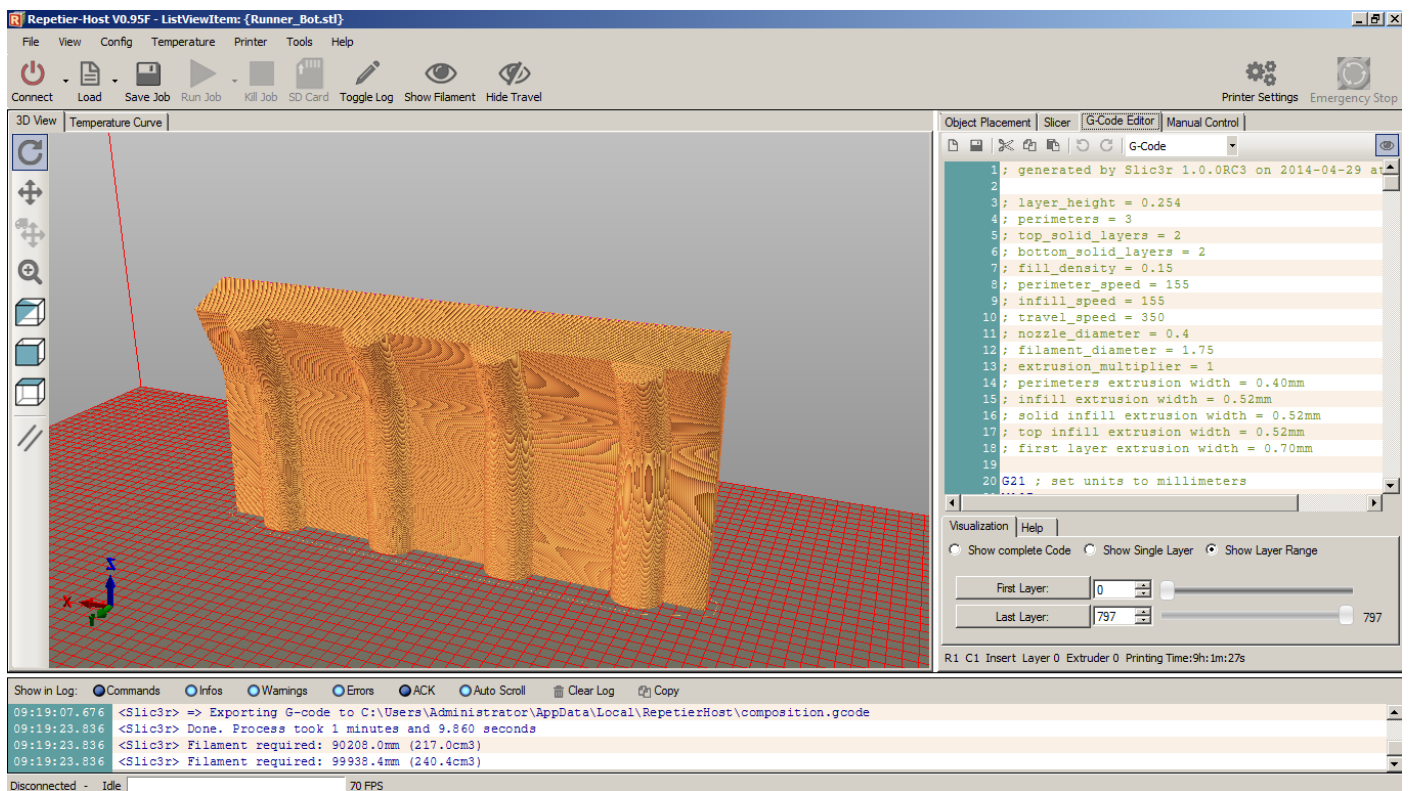 Repetier-Host V0.95F - ListViewItem: {Runner_Bot.stl}
File View Config Temperature Printer Tools Help
Connect Load Save Job Run Job Kill Job SD Card Toggle Log Show Filament Hide Travel Printer Settings Emergency Stop
3D View Temperature Curve
Object Placement Slicer G-Code Editor Manual Control
G-Code
1 ; generated by Slic3r 1.0.0RC3 on 2014-04-29 at
2
3 ; layer_height = 0.254
4 ; perimeters = 3
5 ; top_solid_layers = 2
6 ; bottom_solid_layers = 2
7 ; fill_density = 0.15
8 ; perimeter_speed = 155
9 ; infill_speed = 155
10 ; travel_speed = 350
11 ; nozzle_diameter = 0.4
12 ; filament_diameter = 1.75
13 ; extrusion_multiplier = 1
14 ; perimeters extrusion width = 0.40mm
15 ; infill extrusion width = 0.52mm
16 ; solid infill extrusion width = 0.52mm
17 ; top infill extrusion width = 0.52mm
18 ; first layer extrusion width = 0.70mm
19
20 G21 ; set units to millimeters
Z
X
Y
Visualization Help
Show complete Code Show Single Layer Show Layer Range
First Layer: 0
Last Layer: 797 797
R1 C1 Insert Layer 0 Extruder 0 Printing Time:9h:1m:27s
Show in Log: Commands Infos Warnings Errors ACK Auto Scroll Clear Log Copy
09:19:07.676 <Slic3r> => Exporting G-code to C:\Users\Administrator\AppData\Local\RepetierHost\composition.gcode
09:19:23.836 <Slic3r> Done. Process took 1 minutes and 9.860 seconds
09:19:23.836 <Slic3r> Filament required: 90208.0mm (217.0cm3)
09:19:23.836 <Slic3r> Filament required: 99938.4mm (240.4cm3)
Disconnected - Idle 70 FPS